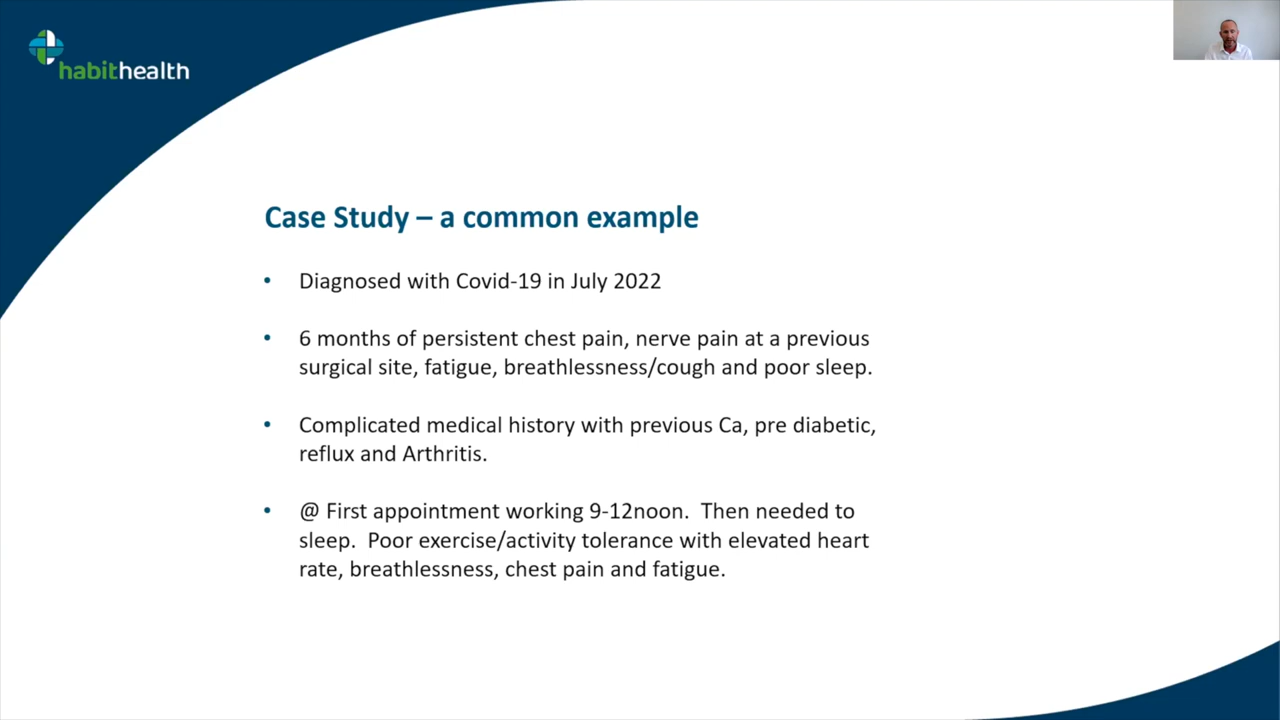 habithealth
Case Study – a common example
• Diagnosed with Covid-19 in July 2022
• 6 months of persistent chest pain, nerve pain at a previous
surgical site, fatigue, breathlessness/cough and poor sleep.
• Complicated medical history with previous Ca, pre diabetic,
reflux and Arthritis.
• @ First appointment working 9-12noon.  Then needed to
sleep.  Poor exercise/activity tolerance with elevated heart
rate, breathlessness, chest pain and fatigue.